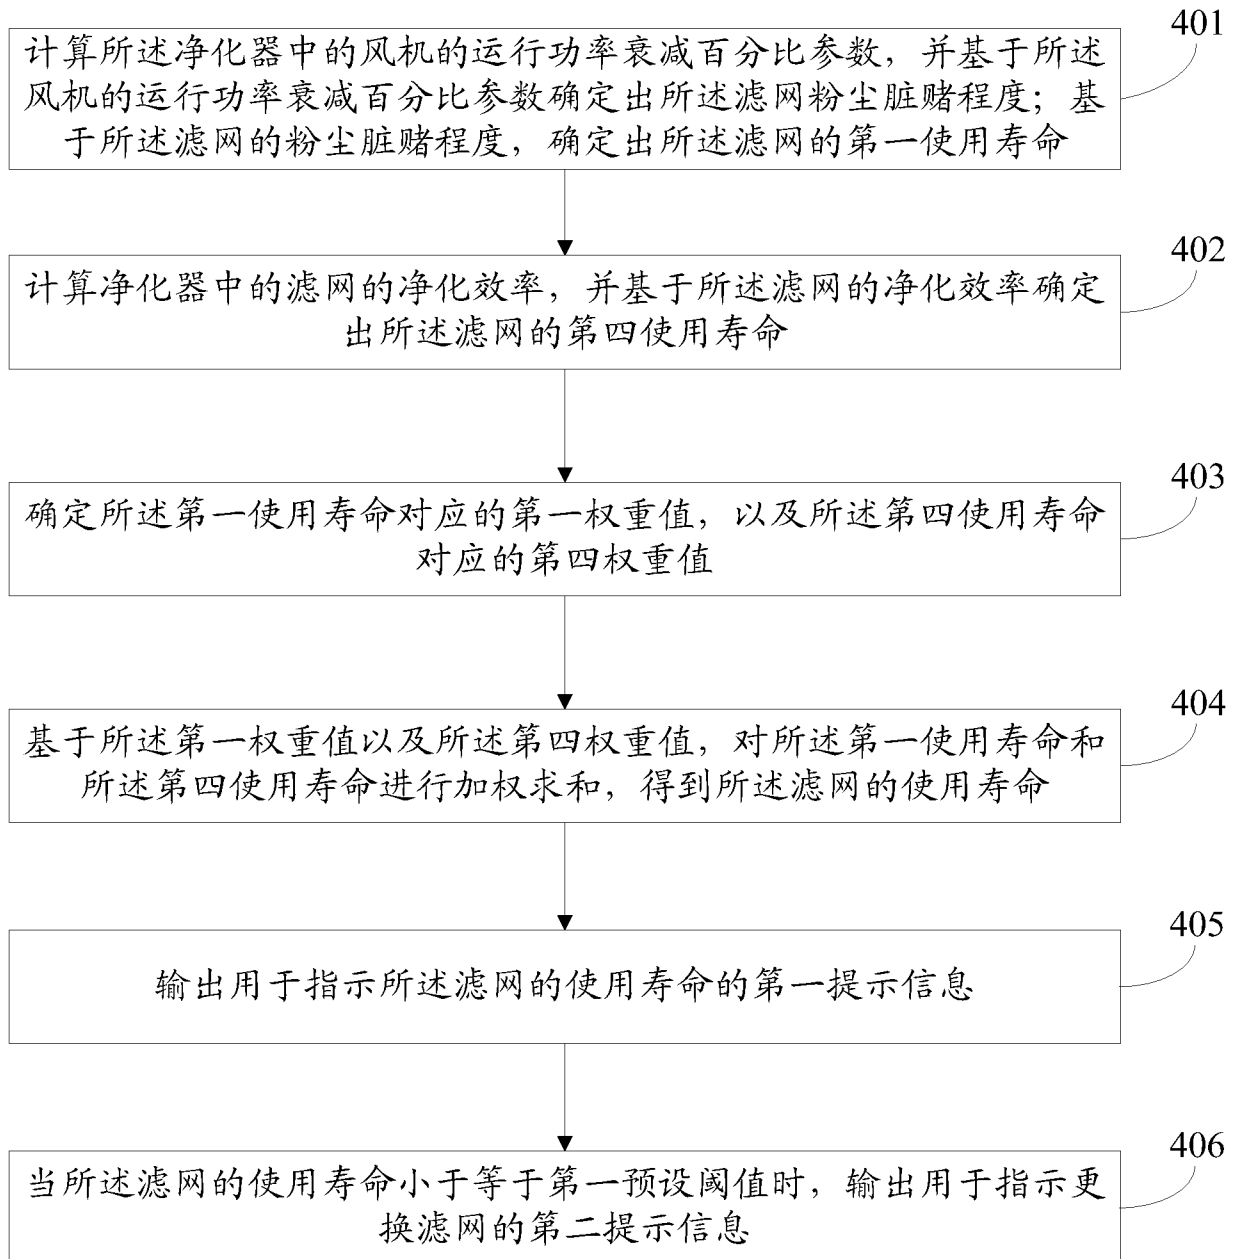 401
计算所述净化器中的风机的运行功率衰减百分比参数，并基于所述
风机的运行功率衰减百分比参数确定出所述滤网粉尘脏赌程度；基
于所述滤网的粉尘脏赌程度，确定出所述滤网的第一使用寿命
402
计算净化器中的滤网的净化效率，并基于所述滤网的净化效率确定
出所述滤网的第四使用寿命
403
确定所述第一使用寿命对应的第一权重值，以及所述第四使用寿命
对应的第四权重值
404
基于所述第一权重值以及所述第四权重值，对所述第一使用寿命和
所述第四使用寿命进行加权求和，得到所述滤网的使用寿命
405
输出用于指示所述滤网的使用寿命的第一提示信息
406
当所述滤网的使用寿命小于等于第一预设阈值时，输出用于指示更
换滤网的第二提示信息